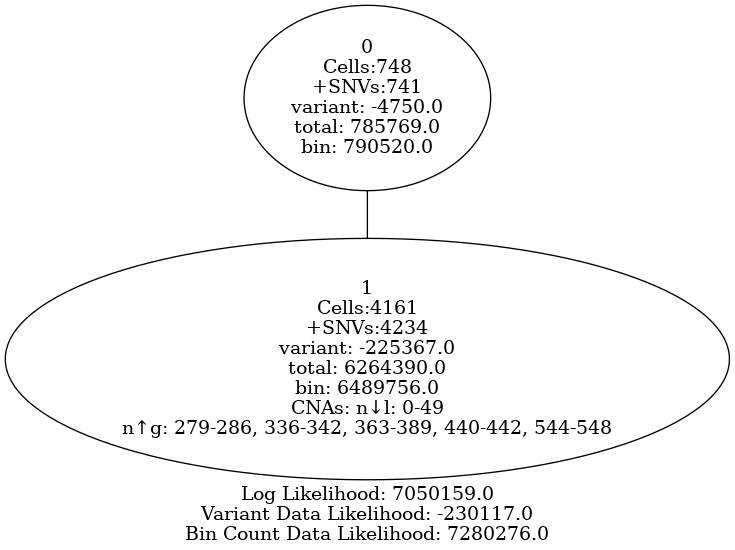 0
Cells:748
+SNVs:741
variant: -4750.0
total: 785769.0
bin: 790520.0
1
Cells:4161
+SNVs:4234
variant: -225367.0
total: 6264390.0
bin: 6489756.0
CNAs: n↓l: 0-49
n↑g: 279-286, 336-342, 363-389, 440-442, 544-548
Log Likelihood: 7050159.0
Variant Data Likelihood: -230117.0
Bin Count Data Likelihood: 7280276.0